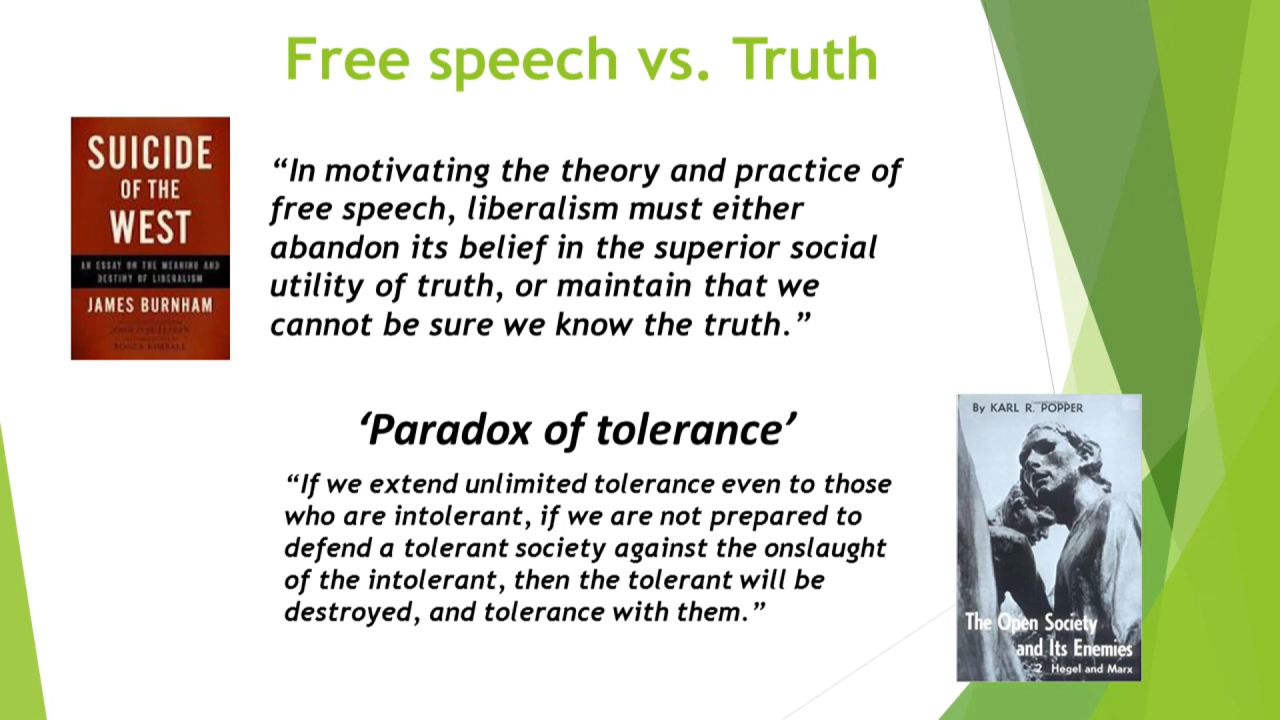 Free speech vs. Truth
SUICIDE
OF THE
WEST
AN ESSAY ON THE MEANING AND
DESTINY OF LIBERALISM
JAMES BURNHAM
ROGER KIMBALL
“In motivating the theory and practice of
free speech, liberalism must either
abandon its belief in the superior social
utility of truth, or maintain that we
cannot be sure we know the truth.”
‘Paradox of tolerance’
“If we extend unlimited tolerance even to those
who are intolerant, if we are not prepared to
defend a tolerant society against the onslaught
of the intolerant, then the tolerant will be
destroyed, and tolerance with them.”
By KARL R. POPPER
The Open Society
and Its Enemies
2 Hegel and Marx